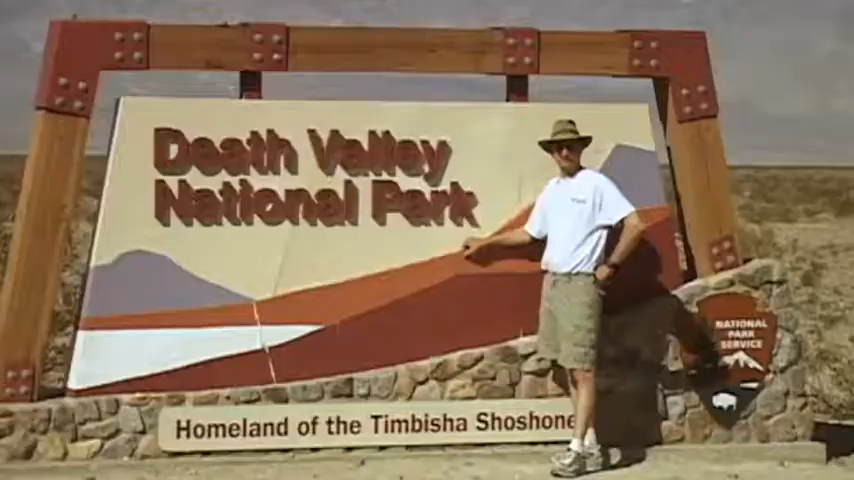 Death Valley
National Park
NATIONAL
PARK
SERVICE
Homeland of the Timbisha Shoshone